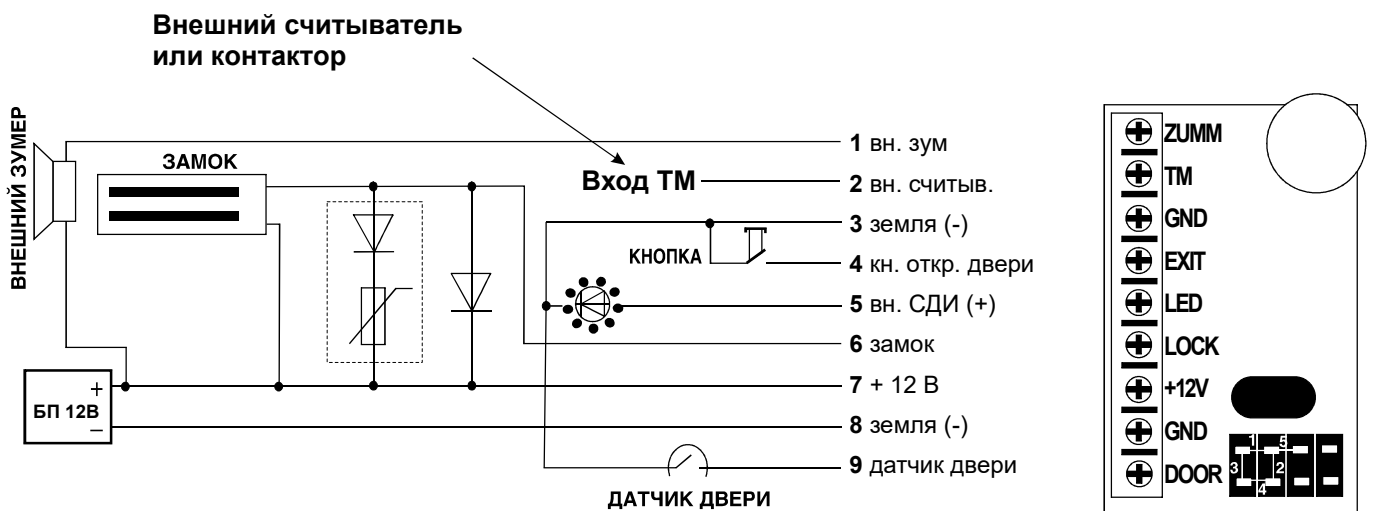 Внешний считыватель
или контактор
ВНЕШНИЙ ЗУМЕР
ЗАМОК
Вход ТМ
КНОПКА
БП 12В
+
−
ДАТЧИК ДВЕРИ
1 вн. зум
2 вн. считыв.
3 земля (-)
4 кн. откр. двери
5 вн. СДИ (+)
6 замок
7 + 12 В
8 земля (-)
9 датчик двери
ZUMM
TM
GND
EXIT
LED
LOCK
+12V
GND
DOOR
1 5
3 2
4